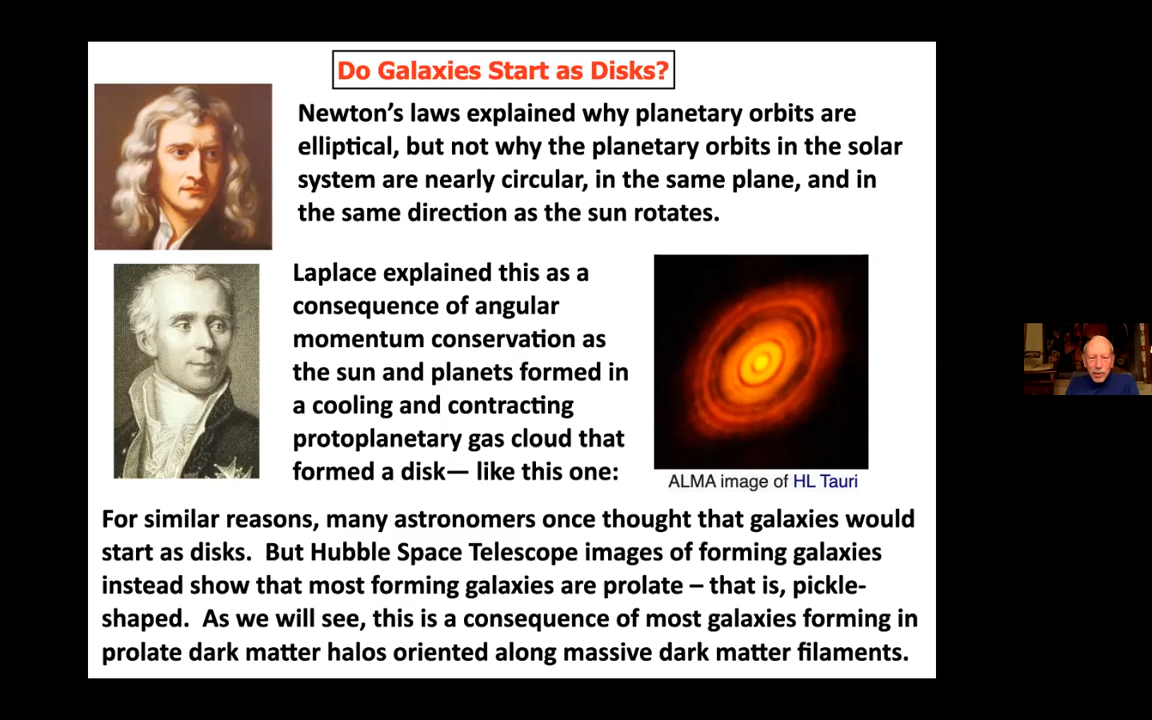 Do Galaxies Start as Disks?
Newton’s laws explained why planetary orbits are
elliptical, but not why the planetary orbits in the solar
system are nearly circular, in the same plane, and in
the same direction as the sun rotates.
Laplace explained this as a
consequence of angular
momentum conservation as
the sun and planets formed in
a cooling and contracting
protoplanetary gas cloud that
formed a disk— like this one:
ALMA image of HL Tauri
For similar reasons, many astronomers once thought that galaxies would
start as disks.  But Hubble Space Telescope images of forming galaxies
instead show that most forming galaxies are prolate – that is, pickle-
shaped.  As we will see, this is a consequence of most galaxies forming in
prolate dark matter halos oriented along massive dark matter filaments.